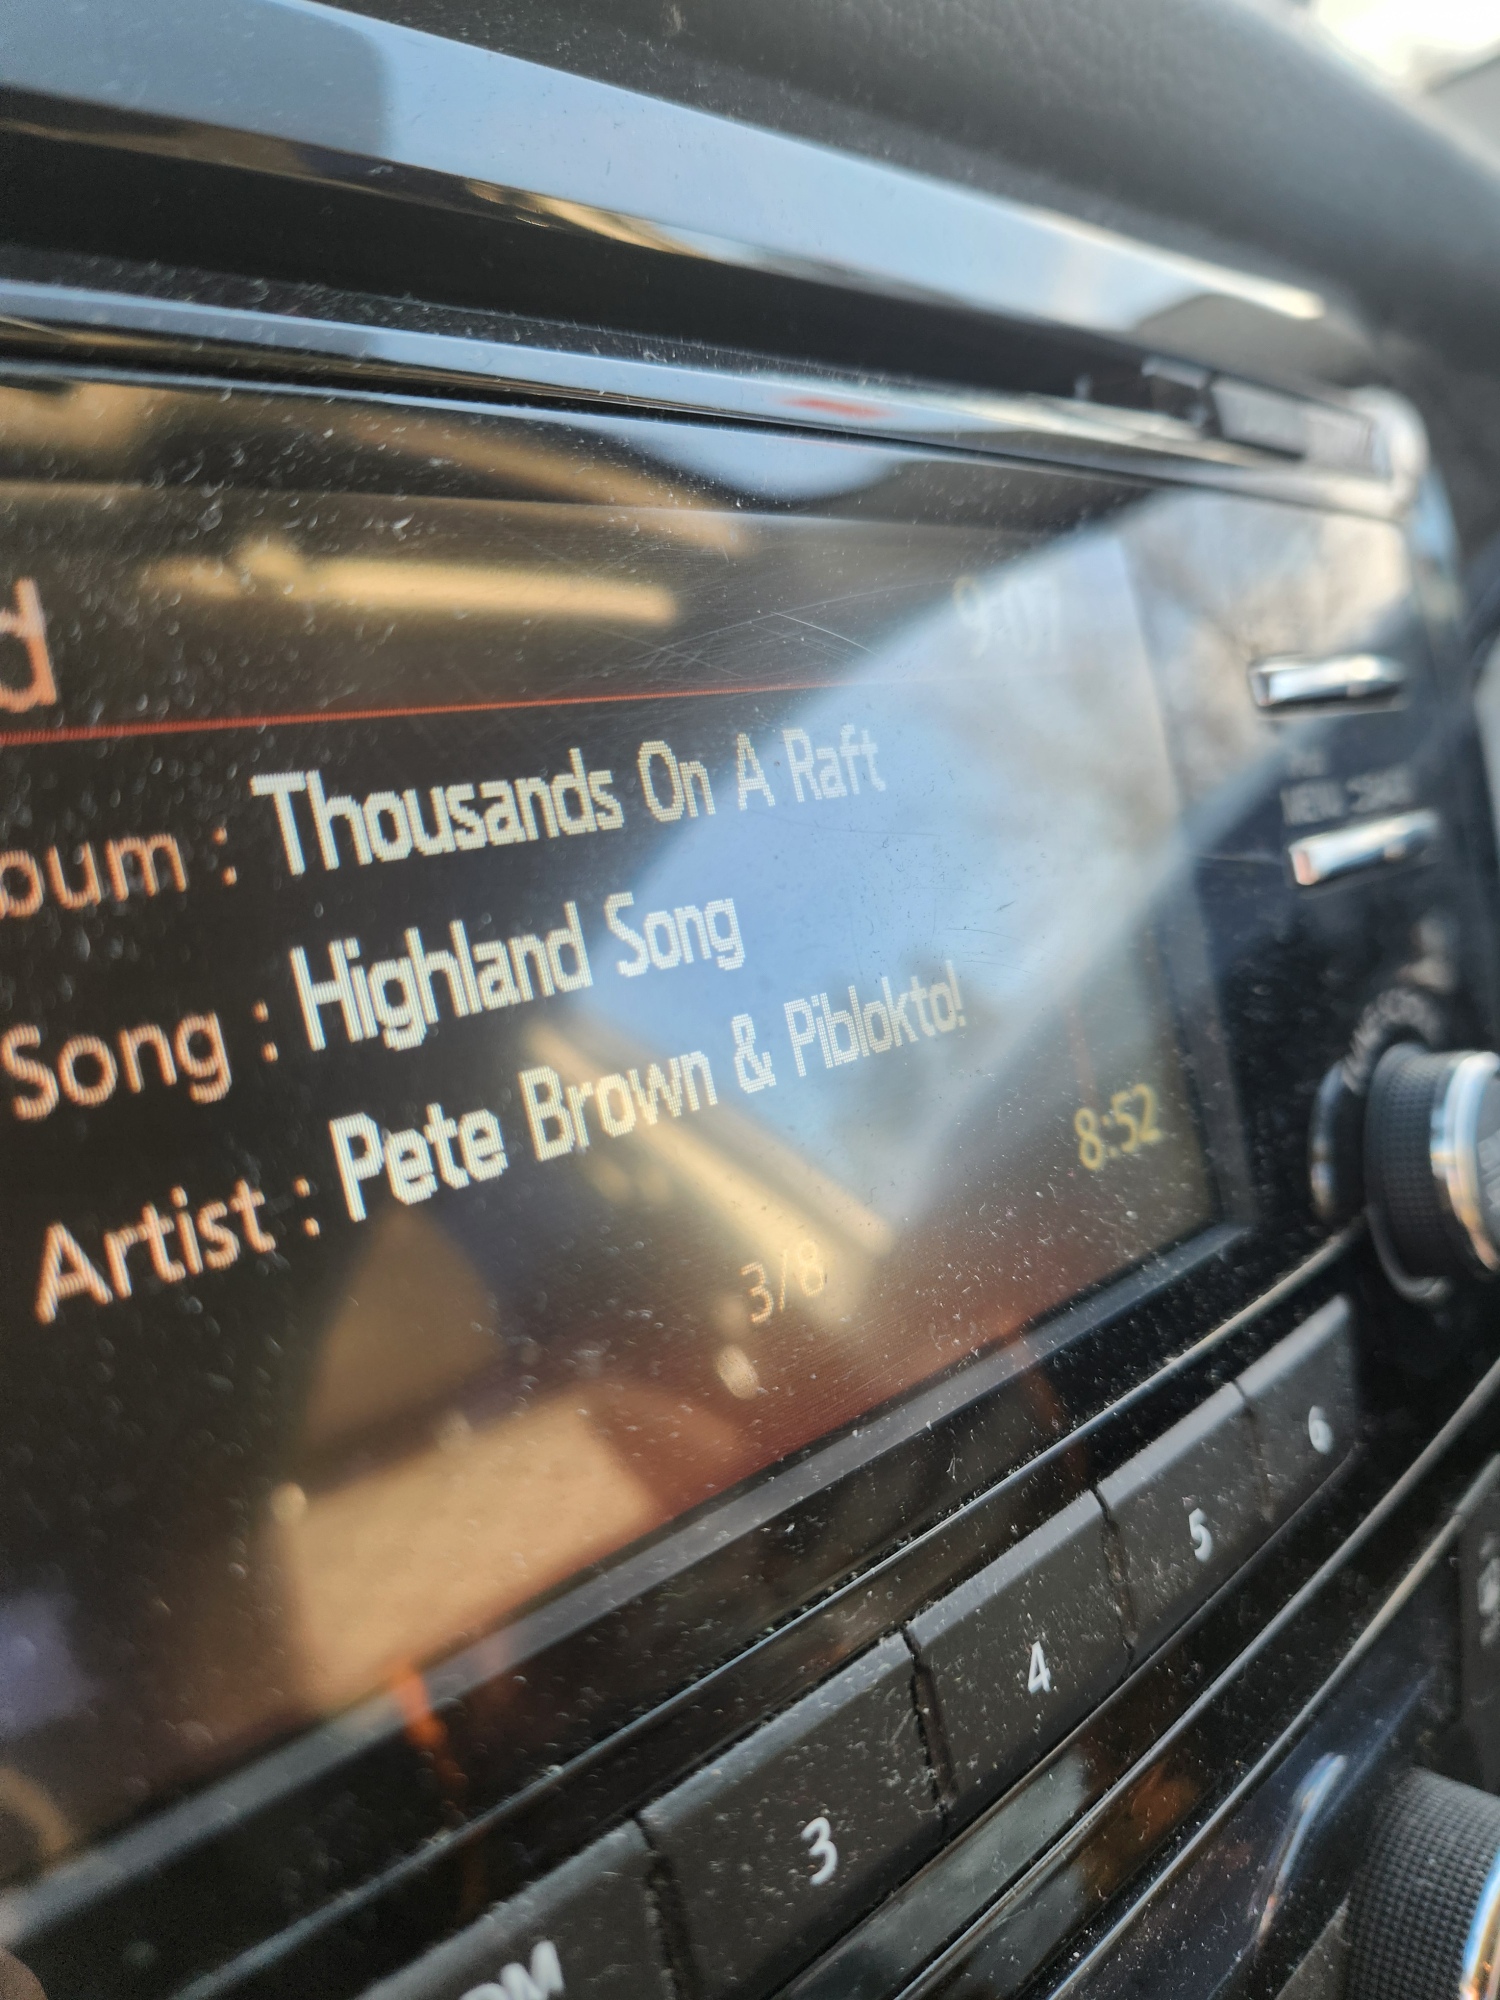 d
bum : Thousands On A Raft
Song : Highland Song
Artist : Pete Brown & Piblokto!
8:52
3/8
6
5
4
3